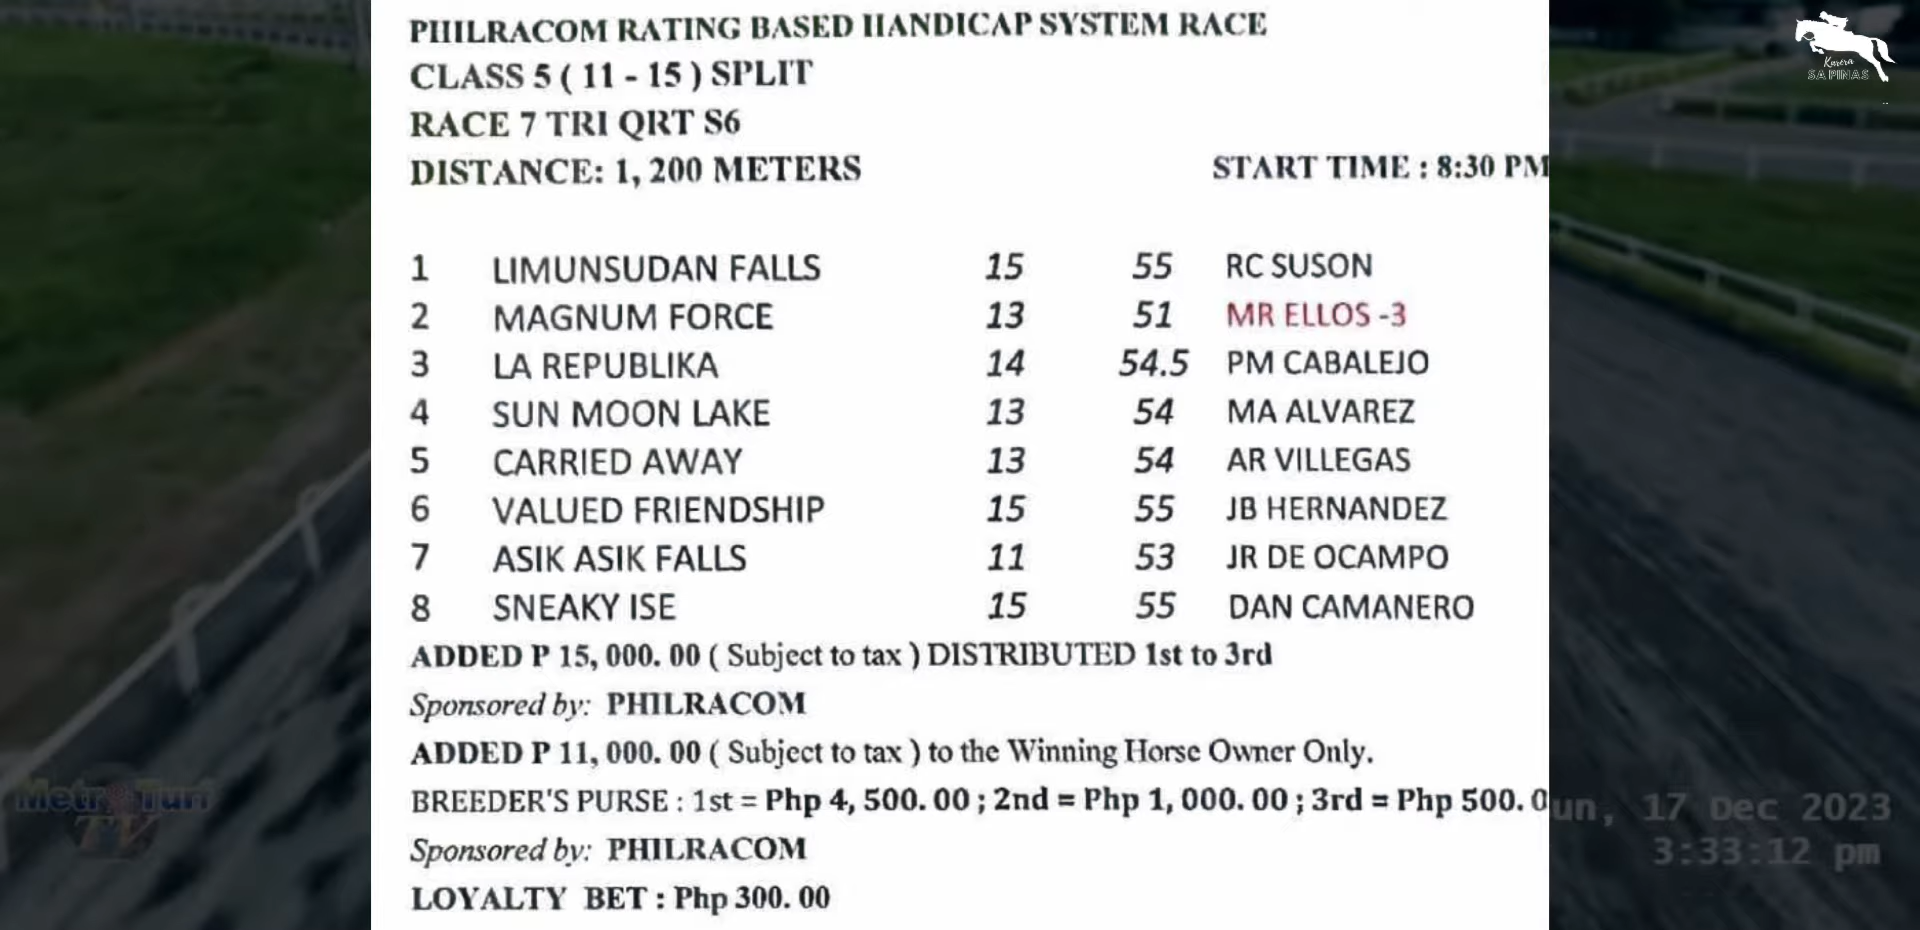 PHILRACOM RATING BASED HANDICAP SYSTEM RACE
CLASS 5 ( 11 - 15 ) SPLIT
RACE 7 TRI QRT S6
DISTANCE: 1, 200 METERS START TIME : 8:30 PM
1 LIMUNSUDAN FALLS 15 55 RC SUSON
2 MAGNUM FORCE 13 51 MR ELLOS -3
3 LA REPUBLIKA 14 54.5 PM CABALEJO
4 SUN MOON LAKE 13 54 MA ALVAREZ
5 CARRIED AWAY 13 54 AR VILLEGAS
6 VALUED FRIENDSHIP 15 55 JB HERNANDEZ
7 ASIK ASIK FALLS 11 53 JR DE OCAMPO
8 SNEAKY ISE 15 55 DAN CAMANERO
ADDED P 15, 000. 00 ( Subject to tax ) DISTRIBUTED 1st to 3rd
Sponsored by: PHILRACOM
ADDED P 11, 000. 00 ( Subject to tax ) to the Winning Horse Owner Only.
BREEDER'S PURSE : 1st = Php 4, 500. 00 ; 2nd = Php 1, 000. 00 ; 3rd = Php 500. 0
Sponsored by: PHILRACOM
LOYALTY BET : Php 300. 00
Karera
SA PINAS
MetroTurf
TV
un, 17 Dec 2023
3:33:12 pm